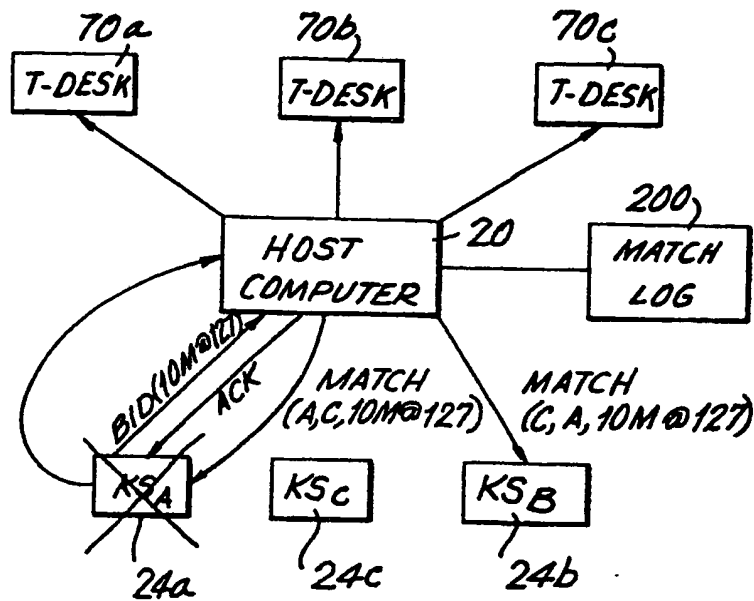 70a
70b
70c
T-DESK
T-DESK
T-DESK
200
20
HOST
COMPUTER
MATCH
LOG
BID(10M@127)
ACK
MATCH
(A,C,10M@127)
MATCH
(C,A,10M@127)
KSA
KSC
KSB
24a
24c
24b